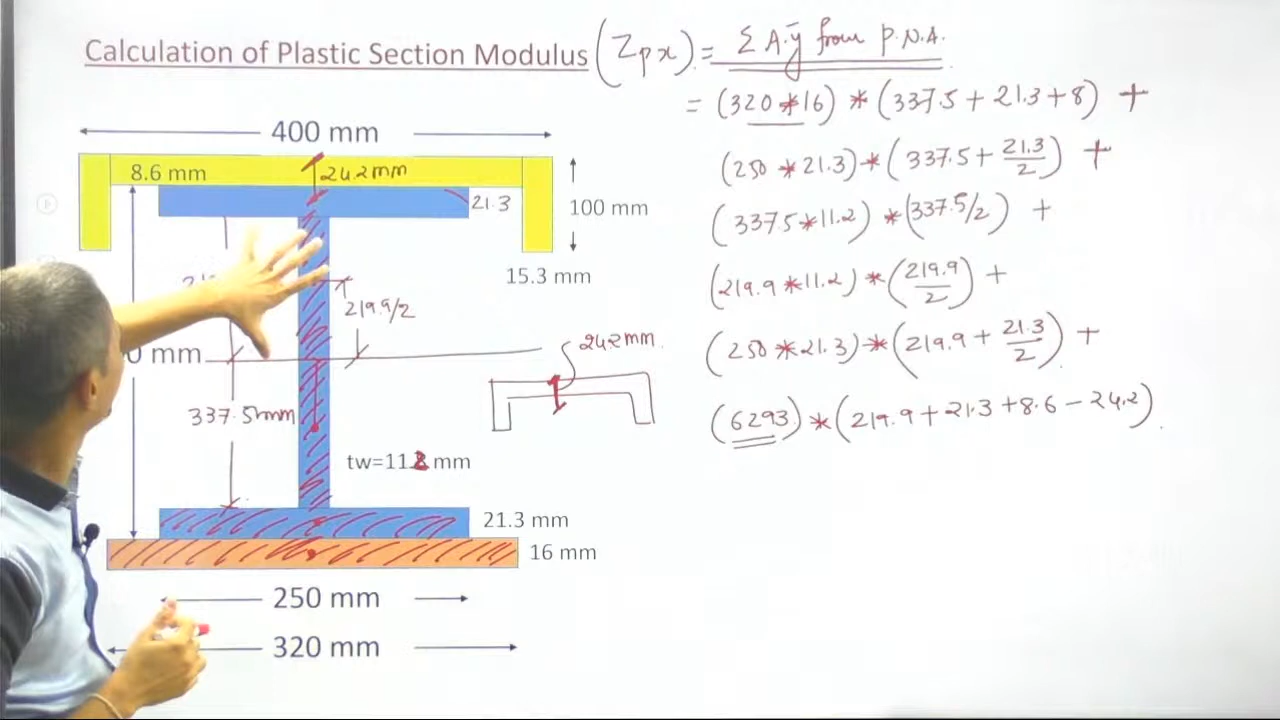 Calculation of Plastic Section Modulus (Zpx) = Σ A.ȳ from P.N.A.
= (320 * 16) * (337.5 + 21.3 + 8) +
(250 * 21.3) * (337.5 + 21.3/2) +
(337.5 * 11.2) * (337.5/2) +
(219.9 * 11.2) * (219.9/2) +
(250 * 21.3) * (219.9 + 21.3/2) +
(6293) * (219.9 + 21.3 + 8.6 - 24.2)
400 mm
8.6 mm
24.2mm
21.3
100 mm
15.3 mm
219.9/2
24.2mm
mm
337.5mm
tw=11.2 mm
21.3 mm
16 mm
250 mm
320 mm